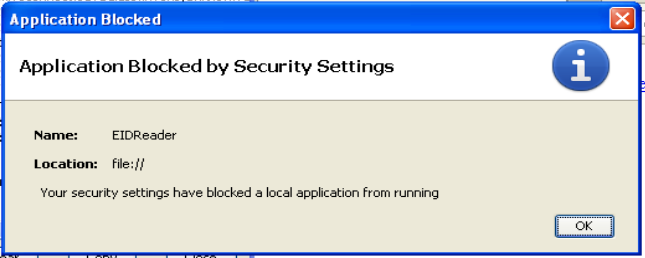 Application Blocked
Application Blocked by Security Settings
Name: EIDReader
Location: file://
Your security settings have blocked a local application from running
OK